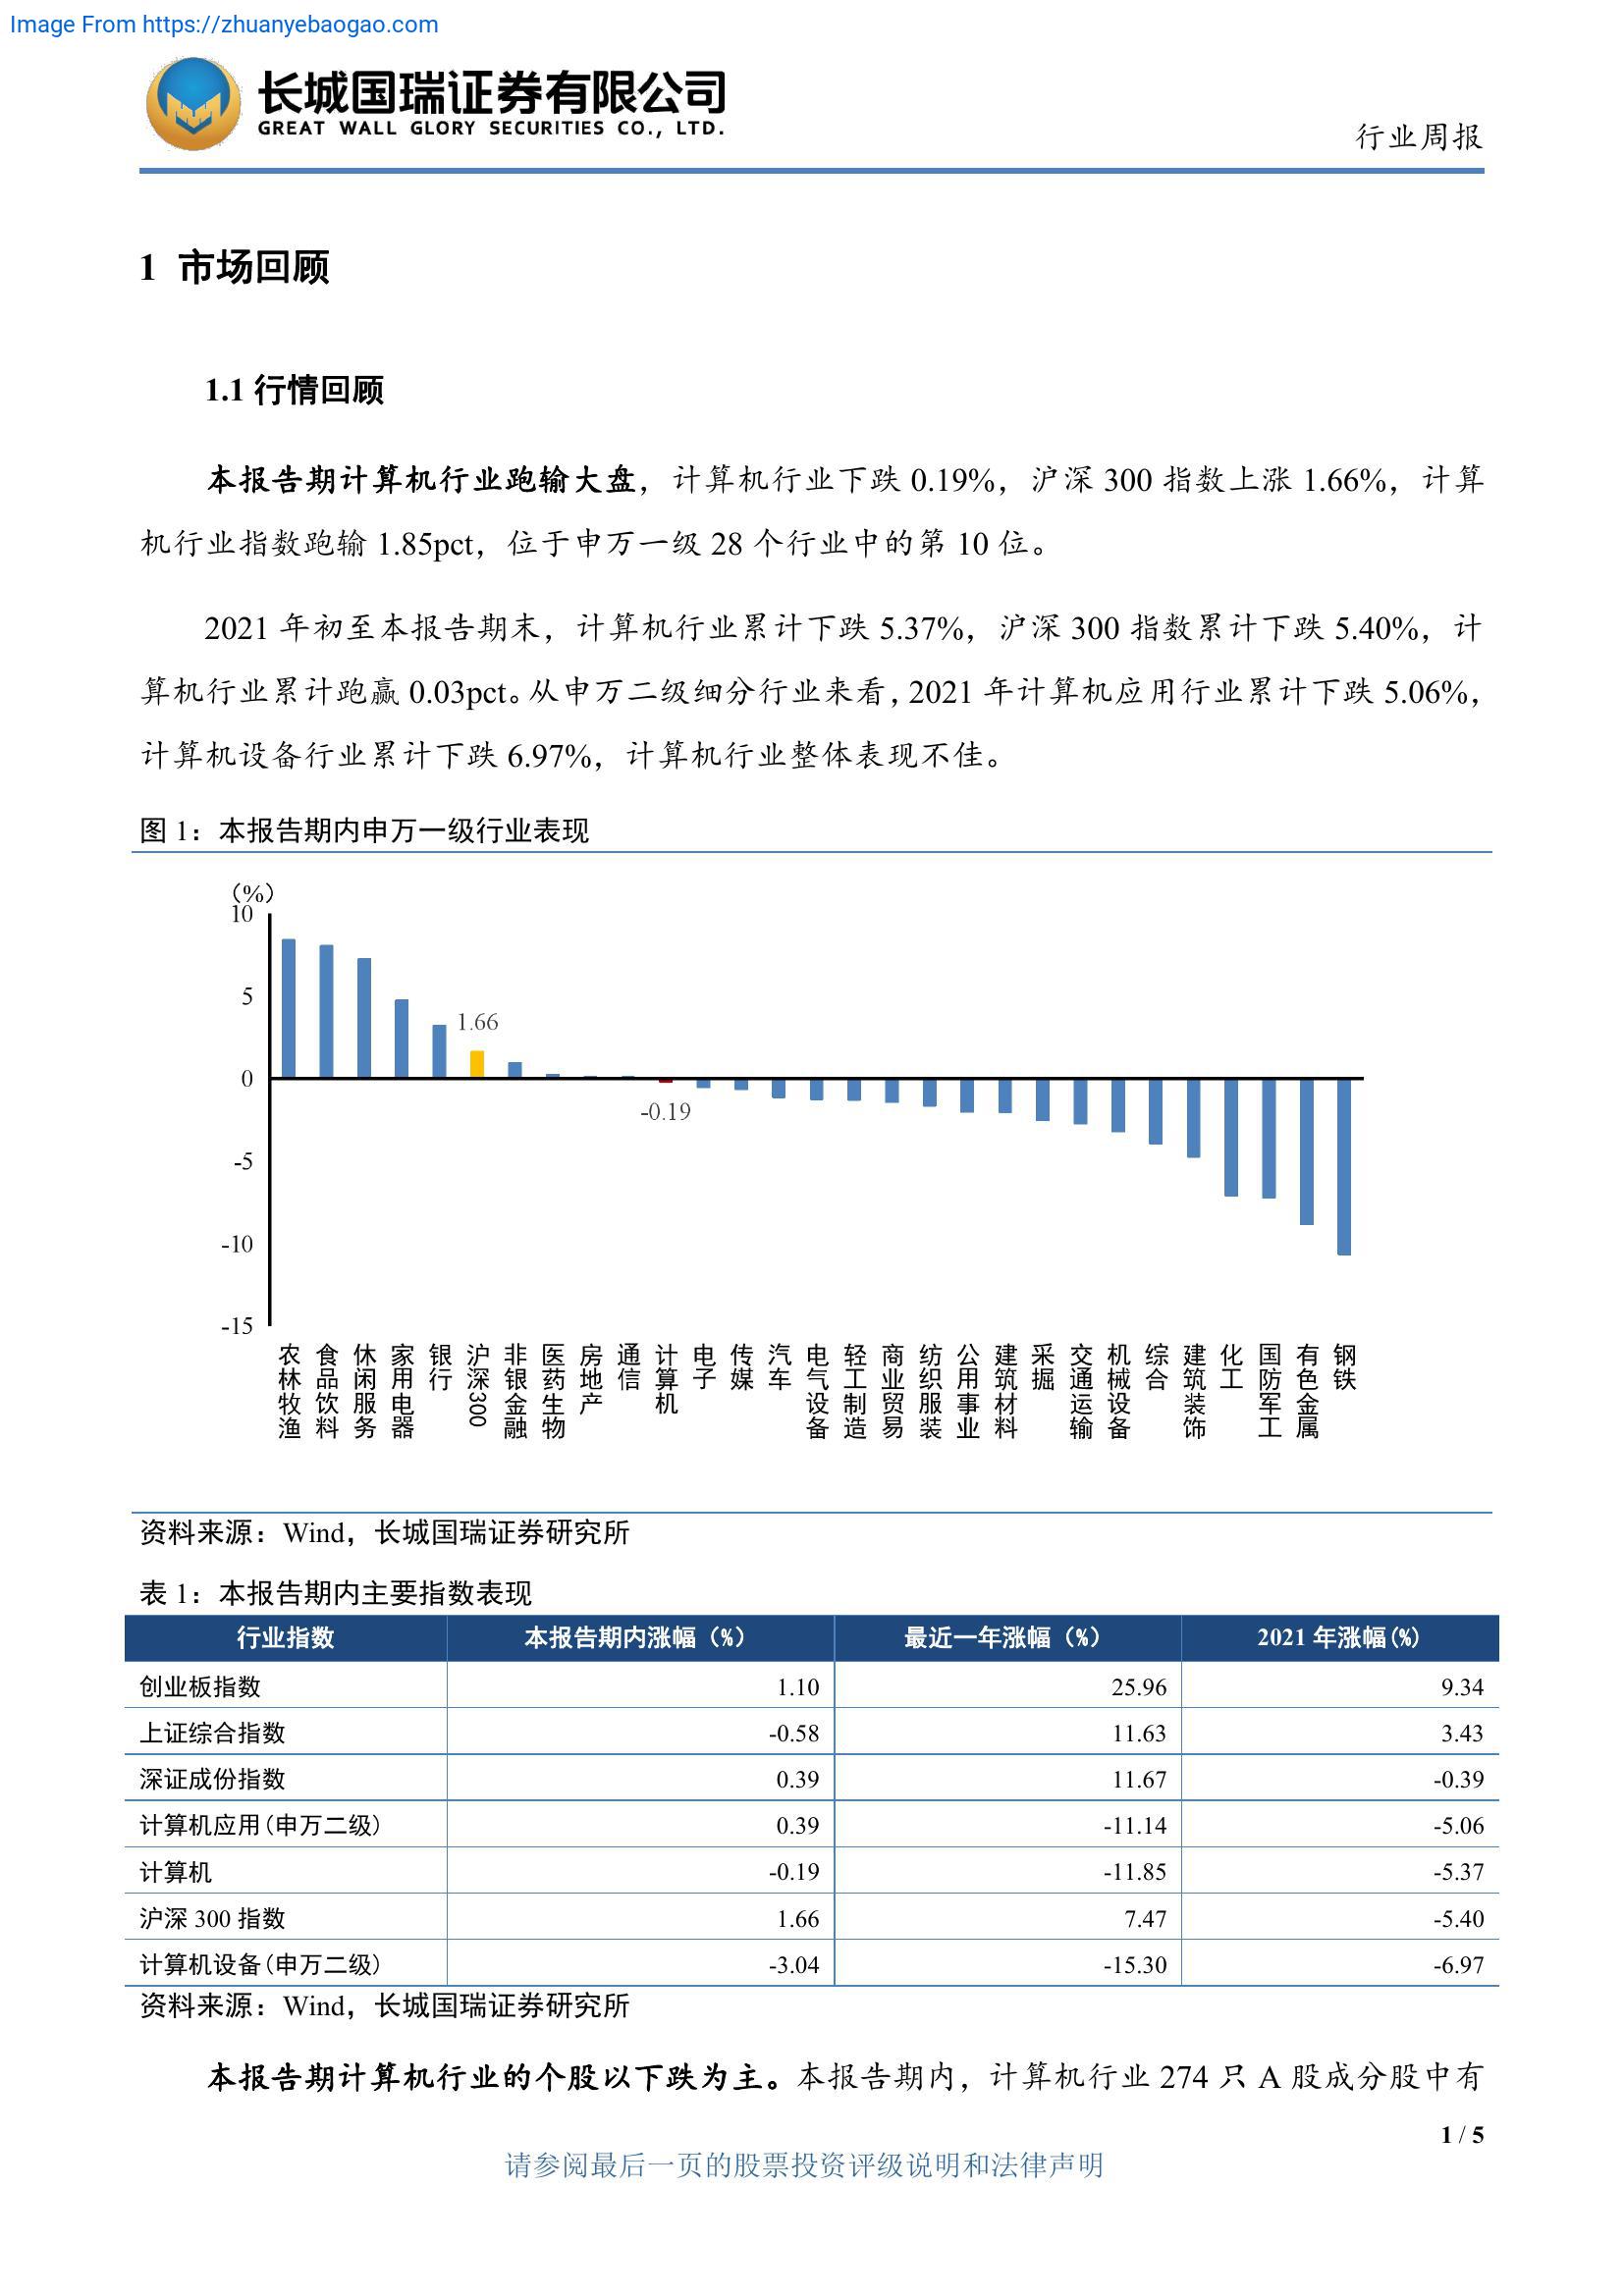 Image From https://zhuanyebaogao.com
长城国瑞证券有限公司
GREAT WALL GLORY SECURITIES CO., LTD.
行业周报
1 市场回顾
1.1 行情回顾
本报告期计算机行业跑输大盘，计算机行业下跌 0.19%，沪深 300 指数上涨 1.66%，计算
机行业指数跑输 1.85pct，位于申万一级 28 个行业中的第 10 位。
2021 年初至本报告期末，计算机行业累计下跌 5.37%，沪深 300 指数累计下跌 5.40%，计
算机行业累计跑赢 0.03pct。从申万二级细分行业来看，2021 年计算机应用行业累计下跌 5.06%，
计算机设备行业累计下跌 6.97%，计算机行业整体表现不佳。
图 1：本报告期内申万一级行业表现
（%）
10
5
0
-5
-10
-15
1.66
-0.19
农林牧渔
食品饮料
休闲服务
家用电器
银行
沪深300
非银金融
医药生物
房地产
通信
计算机
电子
传媒
汽车
电气设备
轻工制造
商业贸易
纺织服装
公用事业
建筑材料
采掘
交通运输
机械设备
综合
建筑装饰
化工
国防军工
有色金属
钢铁
资料来源：Wind，长城国瑞证券研究所
表 1：本报告期内主要指数表现
行业指数 本报告期内涨幅（%） 最近一年涨幅（%） 2021 年涨幅(%)
创业板指数 1.10 25.96 9.34
上证综合指数 -0.58 11.63 3.43
深证成份指数 0.39 11.67 -0.39
计算机应用(申万二级) 0.39 -11.14 -5.06
计算机 -0.19 -11.85 -5.37
沪深 300 指数 1.66 7.47 -5.40
计算机设备(申万二级) -3.04 -15.30 -6.97
资料来源：Wind，长城国瑞证券研究所
本报告期计算机行业的个股以下跌为主。本报告期内，计算机行业 274 只 A 股成分股中有
1 / 5
请参阅最后一页的股票投资评级说明和法律声明